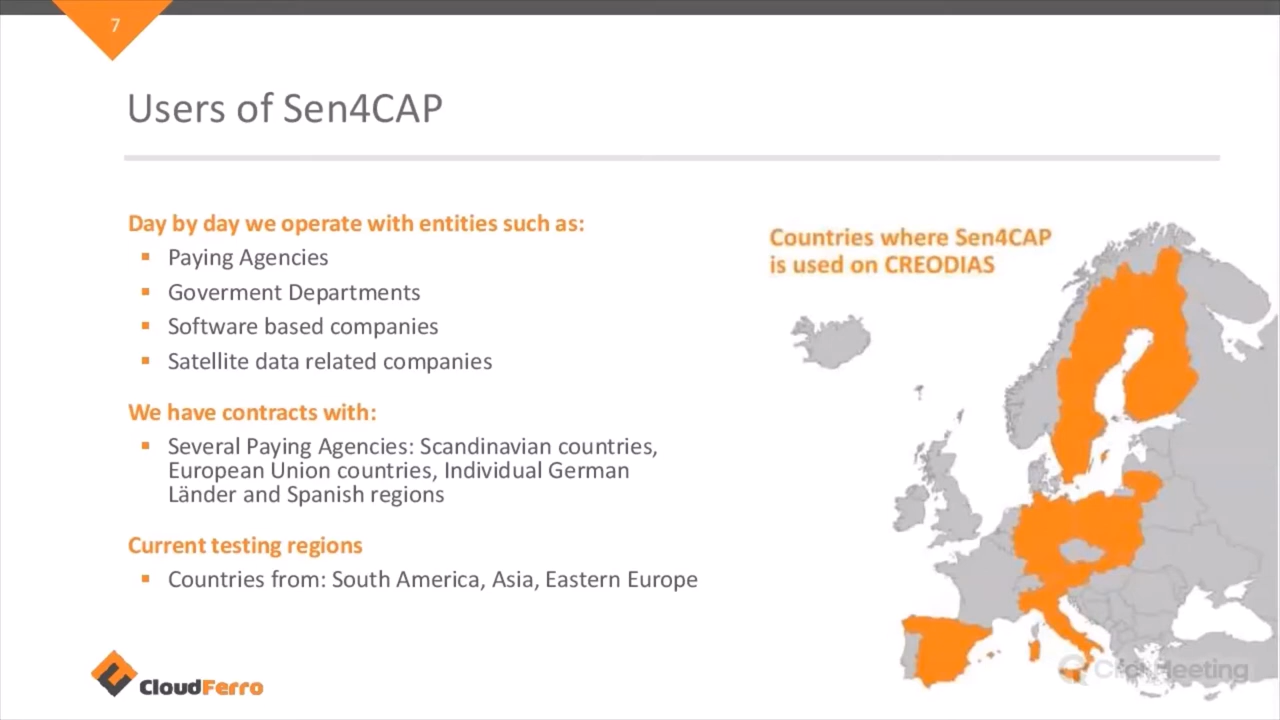 7
Users of Sen4CAP
Day by day we operate with entities such as:
Paying Agencies
Goverment Departments
Software based companies
Satellite data related companies
We have contracts with:
Several Paying Agencies: Scandinavian countries,
European Union countries, Individual German
Länder and Spanish regions
Current testing regions
Countries from: South America, Asia, Eastern Europe
Countries where Sen4CAP
is used on CREODIAS
CloudFerro
ClickMeeting